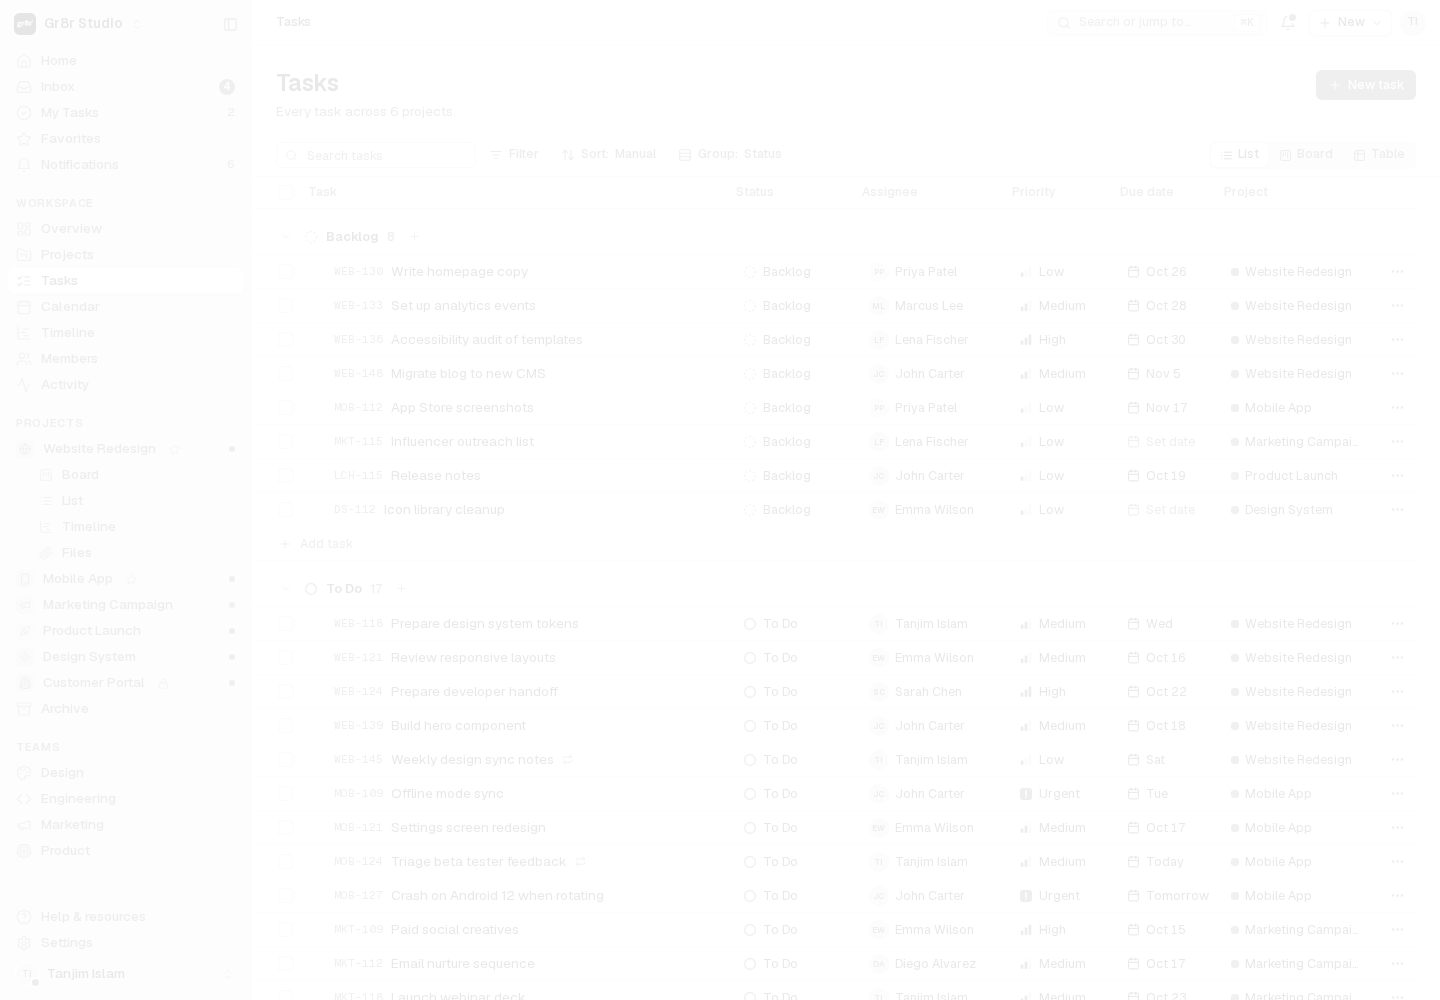 Gr8r Studio
Home
Inbox 4
My Tasks 2
Favorites
Notifications 6
WORKSPACE
Overview
Projects
Tasks
Calendar
Timeline
Members
Activity
PROJECTS
Website Redesign
Board
List
Timeline
Files
Mobile App
Marketing Campaign
Product Launch
Design System
Customer Portal
Archive
TEAMS
Design
Engineering
Marketing
Product
Help & resources
Settings
TI Tanjim Islam
Tasks
Search or jump to... ⌘K
New
TI
Tasks
New task
Every task across 6 projects.
Search tasks Filter Sort: Manual Group: Status List Board Table
Task Status Assignee Priority Due date Project
Backlog 8
WEB-130 Write homepage copy Backlog PP Priya Patel Low Oct 26 Website Redesign
WEB-133 Set up analytics events Backlog ML Marcus Lee Medium Oct 28 Website Redesign
WEB-136 Accessibility audit of templates Backlog LF Lena Fischer High Oct 30 Website Redesign
WEB-148 Migrate blog to new CMS Backlog JC John Carter Medium Nov 5 Website Redesign
MOB-112 App Store screenshots Backlog PP Priya Patel Low Nov 17 Mobile App
MKT-115 Influencer outreach list Backlog LF Lena Fischer Low Set date Marketing Campai...
LCH-115 Release notes Backlog JC John Carter Low Oct 19 Product Launch
DS-112 Icon library cleanup Backlog EW Emma Wilson Low Set date Design System
Add task
To Do 17
WEB-118 Prepare design system tokens To Do TI Tanjim Islam Medium Wed Website Redesign
WEB-121 Review responsive layouts To Do EW Emma Wilson Medium Oct 16 Website Redesign
WEB-124 Prepare developer handoff To Do SC Sarah Chen High Oct 22 Website Redesign
WEB-139 Build hero component To Do JC John Carter Medium Oct 18 Website Redesign
WEB-145 Weekly design sync notes To Do TI Tanjim Islam Low Sat Website Redesign
MOB-109 Offline mode sync To Do JC John Carter Urgent Tue Mobile App
MOB-121 Settings screen redesign To Do EW Emma Wilson Medium Oct 17 Mobile App
MOB-124 Triage beta tester feedback To Do TI Tanjim Islam Medium Today Mobile App
MOB-127 Crash on Android 12 when rotating To Do JC John Carter Urgent Tomorrow Mobile App
MKT-109 Paid social creatives To Do EW Emma Wilson High Oct 15 Marketing Campai...
MKT-112 Email nurture sequence To Do DA Diego Alvarez Medium Oct 17 Marketing Campai...
MKT-118 Launch webinar deck To Do TI Tanjim Islam Medium Oct 23 Marketing Campai...